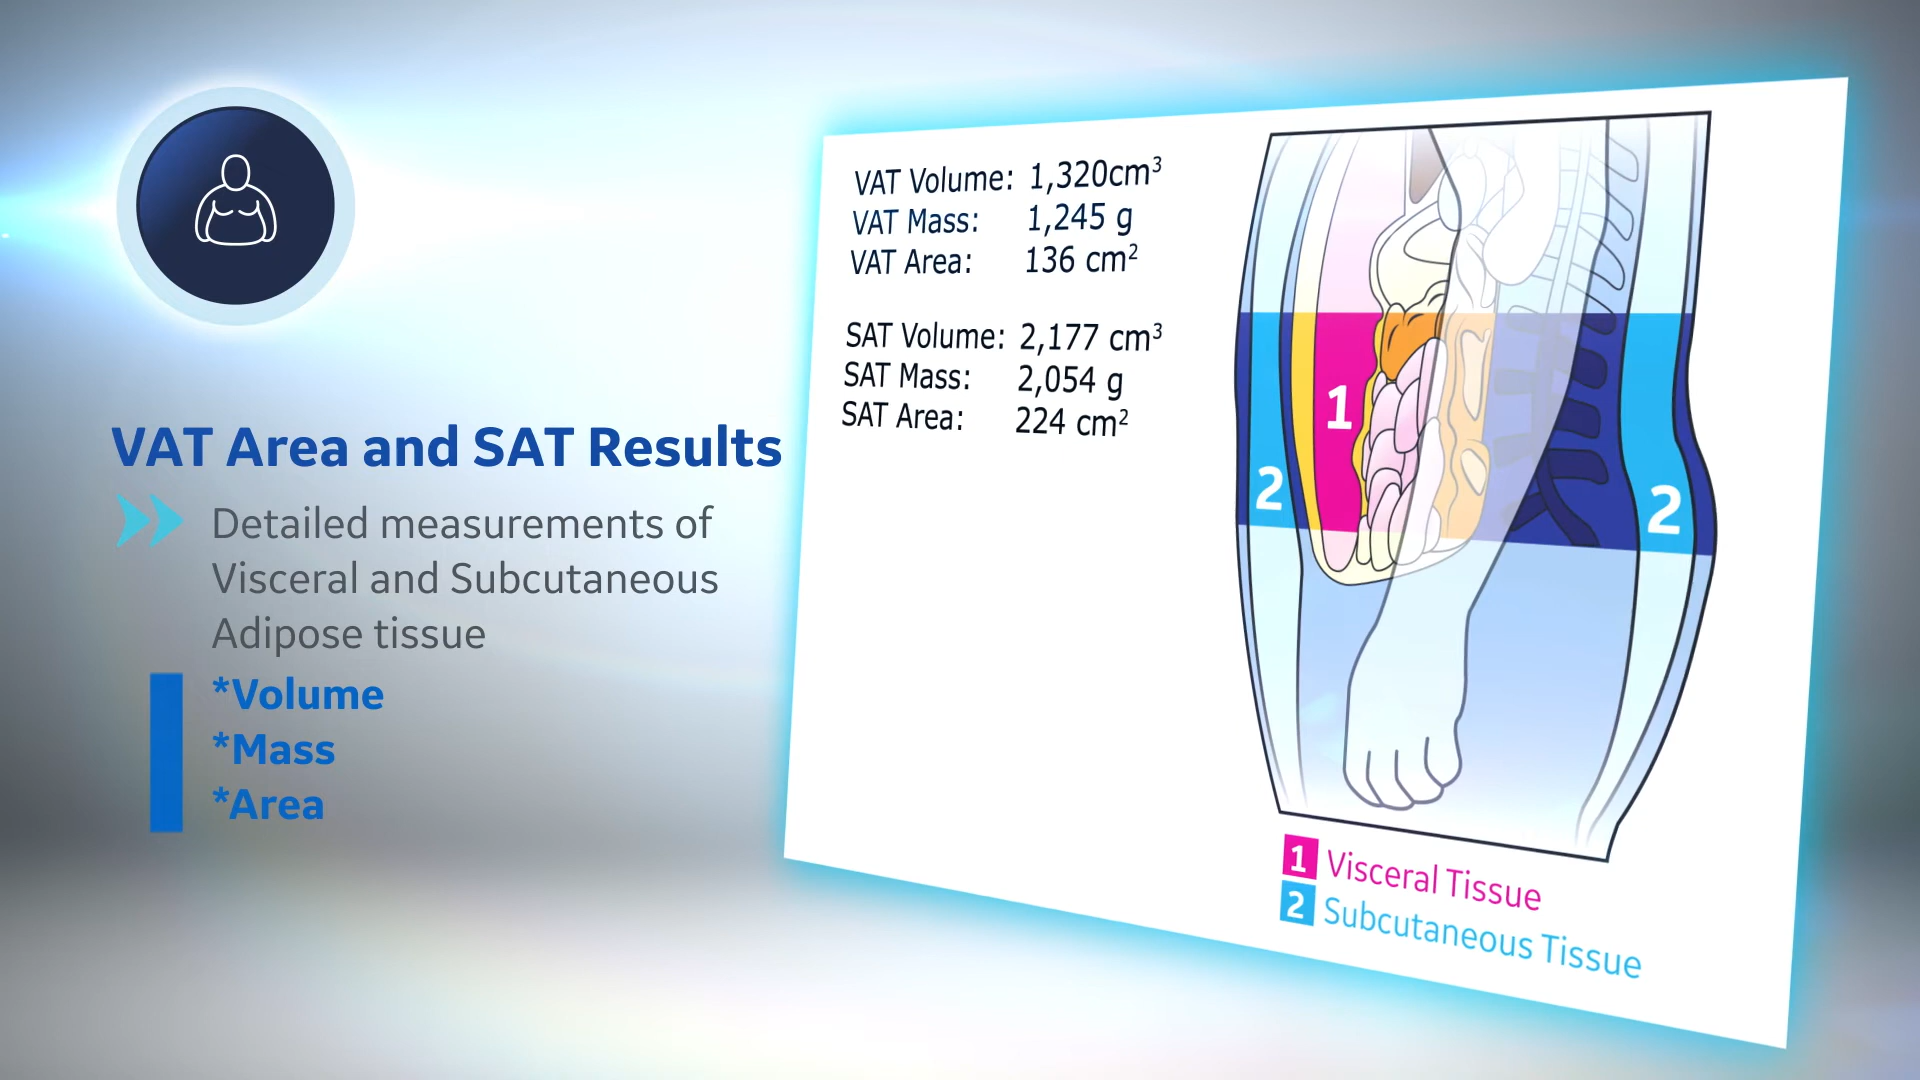 VAT Area and SAT Results
Detailed measurements of
Visceral and Subcutaneous
Adipose tissue
*Volume
*Mass
*Area
VAT Volume: 1,320cm³
VAT Mass: 1,245 g
VAT Area: 136 cm²
SAT Volume: 2,177 cm³
SAT Mass: 2,054 g
SAT Area: 224 cm²
1
2
2
1 Visceral Tissue
2 Subcutaneous Tissue